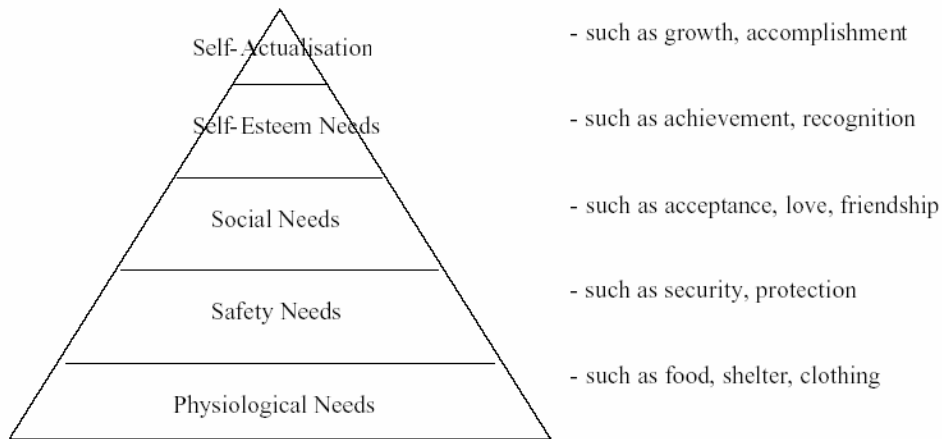 Self-Actualisation
- such as growth, accomplishment
Self-Esteem Needs
- such as achievement, recognition
Social Needs
- such as acceptance, love, friendship
Safety Needs
- such as security, protection
Physiological Needs
- such as food, shelter, clothing